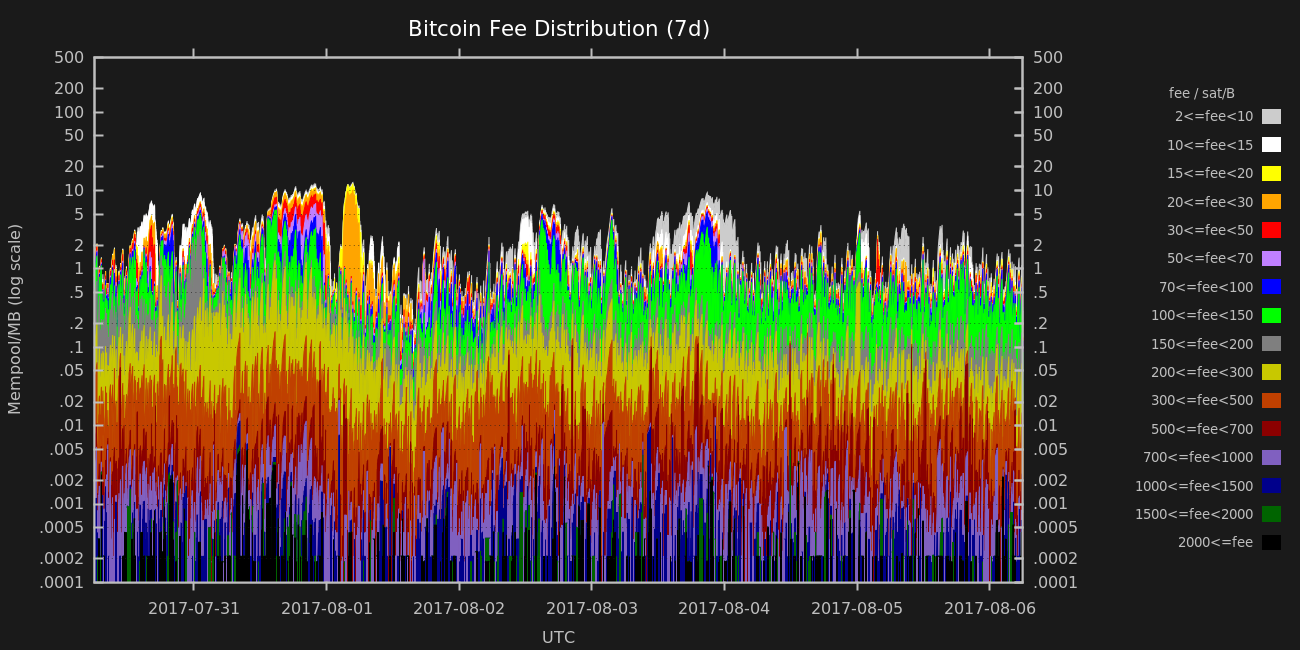 Bitcoin Fee Distribution (7d)
500
200
100
50
20
10
5
2
1
.5
.2
.1
.05
.02
.01
.005
.002
.001
.0005
.0002
.0001
Mempool/MB (log scale)
500
200
100
50
20
10
5
2
1
.5
.2
.1
.05
.02
.01
.005
.002
.001
.0005
.0002
.0001
2017-07-31 2017-08-01 2017-08-02 2017-08-03 2017-08-04 2017-08-05 2017-08-06
UTC
fee / sat/B
2<=fee<10
10<=fee<15
15<=fee<20
20<=fee<30
30<=fee<50
50<=fee<70
70<=fee<100
100<=fee<150
150<=fee<200
200<=fee<300
300<=fee<500
500<=fee<700
700<=fee<1000
1000<=fee<1500
1500<=fee<2000
2000<=fee